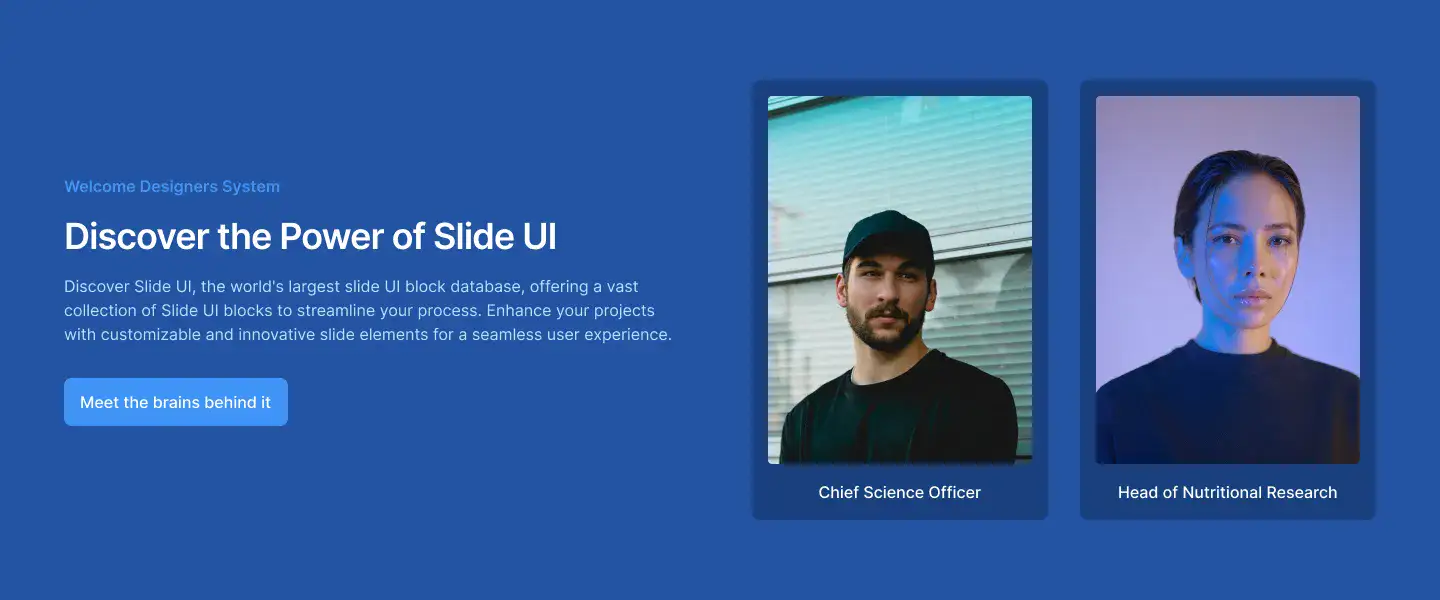 Welcome Designers System
Discover the Power of Slide UI
Discover Slide UI, the world's largest slide UI block database, offering a vast
collection of Slide UI blocks to streamline your process. Enhance your projects
with customizable and innovative slide elements for a seamless user experience.
Meet the brains behind it
Chief Science Officer
Head of Nutritional Research